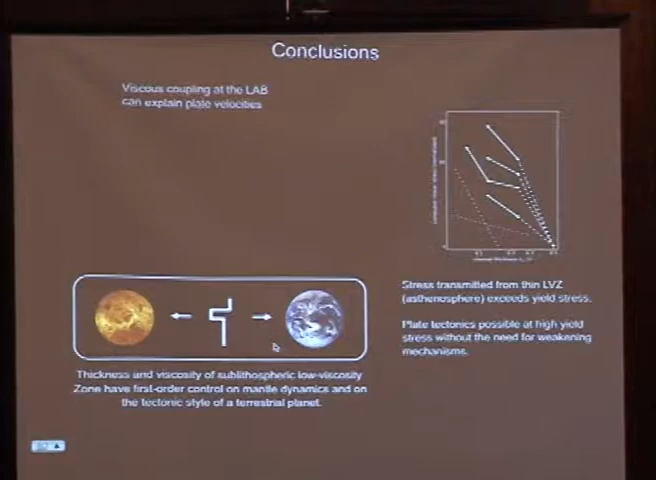 Conclusions
Viscous coupling at the LAB
can explain plate velocities
Stress transmitted from thin LVZ
(asthenosphere) exceeds yield stress.
Plate tectonics possible at high yield
stress without the need for weakening
mechanisms.
Thickness and viscosity of sublithospheric low-viscosity
Zone have first-order control on mantle dynamics and on
the tectonic style of a terrestrial planet.